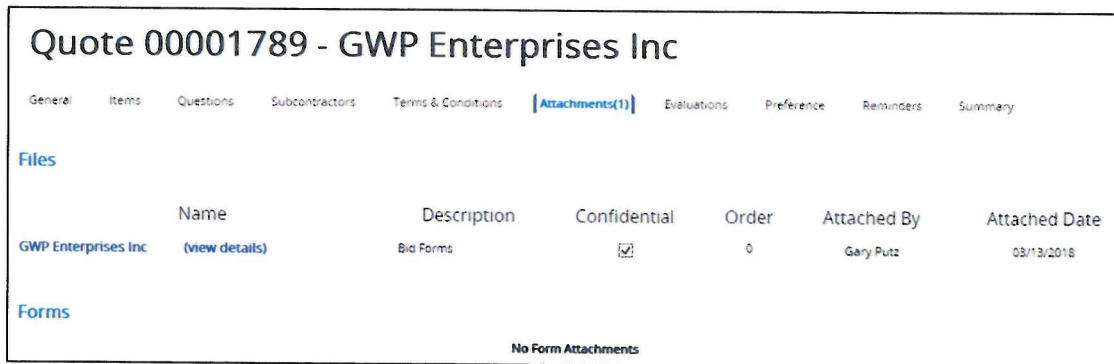 Quote 00001789 - GWP Enterprises Inc
General Items Questions Subcontractors Terms & Conditions Attachments(1) Evaluations Preference Reminders Summary
Files
Name Description Confidential Order Attached By Attached Date
GWP Enterprises Inc (view details) Bid Forms 0 Gary Putz 03/13/2018
Forms
No Form Attachments